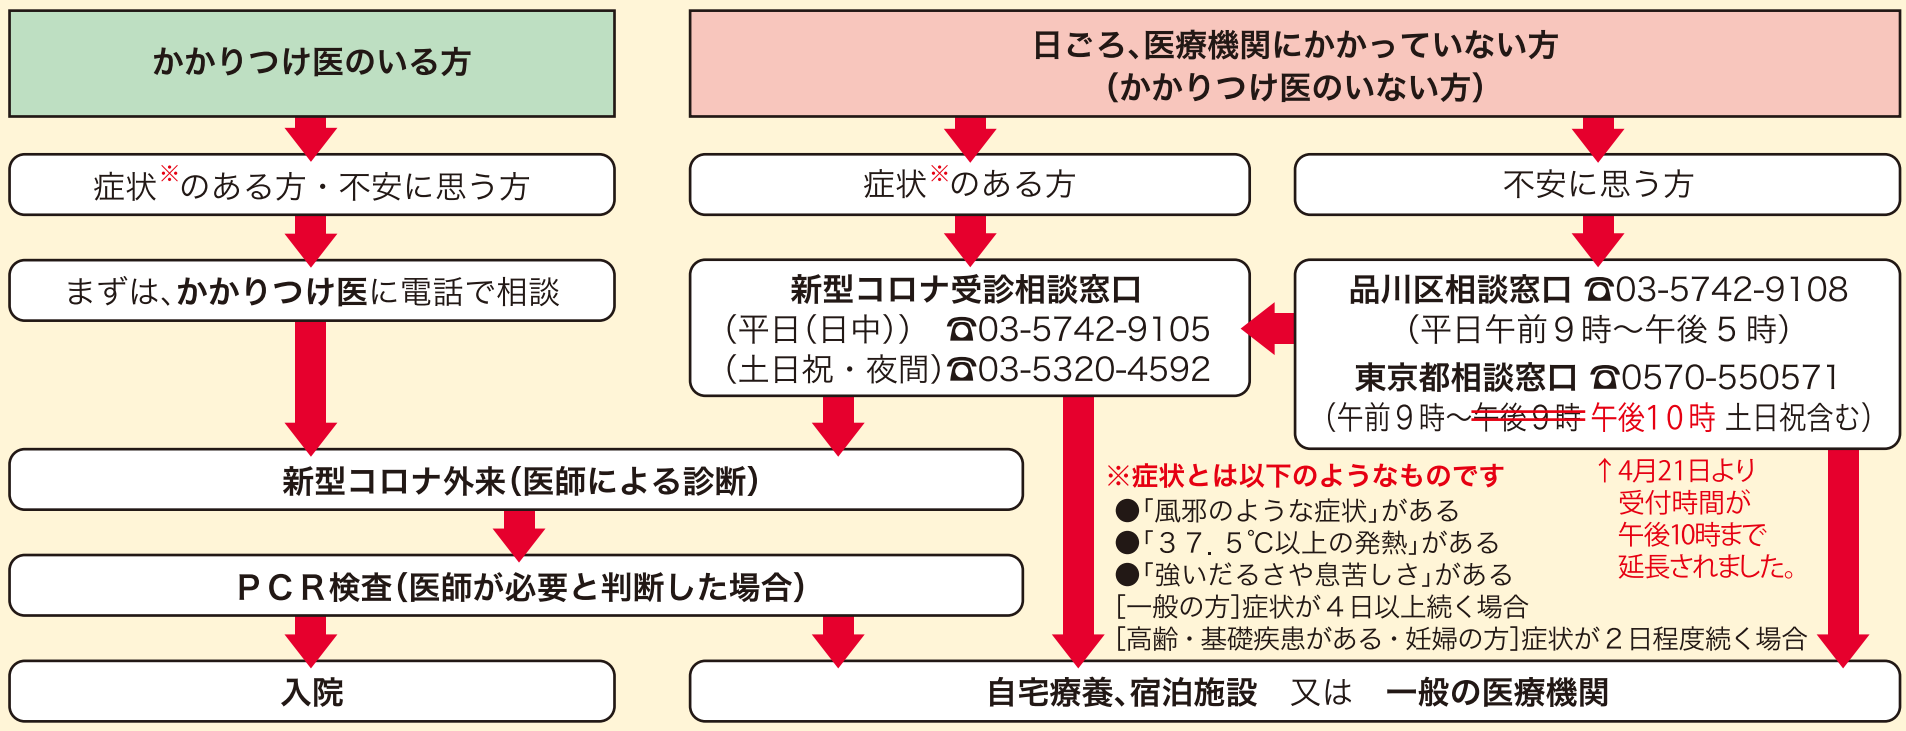 かかりつけ医のいる方
症状※のある方・不安に思う方
まずは、かかりつけ医に電話で相談
日ごろ、医療機関にかかっていない方
（かかりつけ医のいない方）
症状※のある方
不安に思う方
新型コロナ受診相談窓口
（平日（日中））　☎03-5742-9105
（土日祝・夜間）☎03-5320-4592
品川区相談窓口 ☎03-5742-9108
（平日午前９時〜午後５時）
東京都相談窓口 ☎0570-550571
（午前９時〜午後９時 午後10時 土日祝含む）
↑4月21日より
受付時間が
午後10時まで
延長されました。
新型コロナ外来（医師による診断）
ＰＣＲ検査（医師が必要と判断した場合）
※症状とは以下のようなものです
●「風邪のような症状」がある
●「３７．５℃以上の発熱」がある
●「強いだるさや息苦しさ」がある
［一般の方］症状が４日以上続く場合
［高齢・基礎疾患がある・妊婦の方］症状が２日程度続く場合
入院
自宅療養、宿泊施設　又は　一般の医療機関